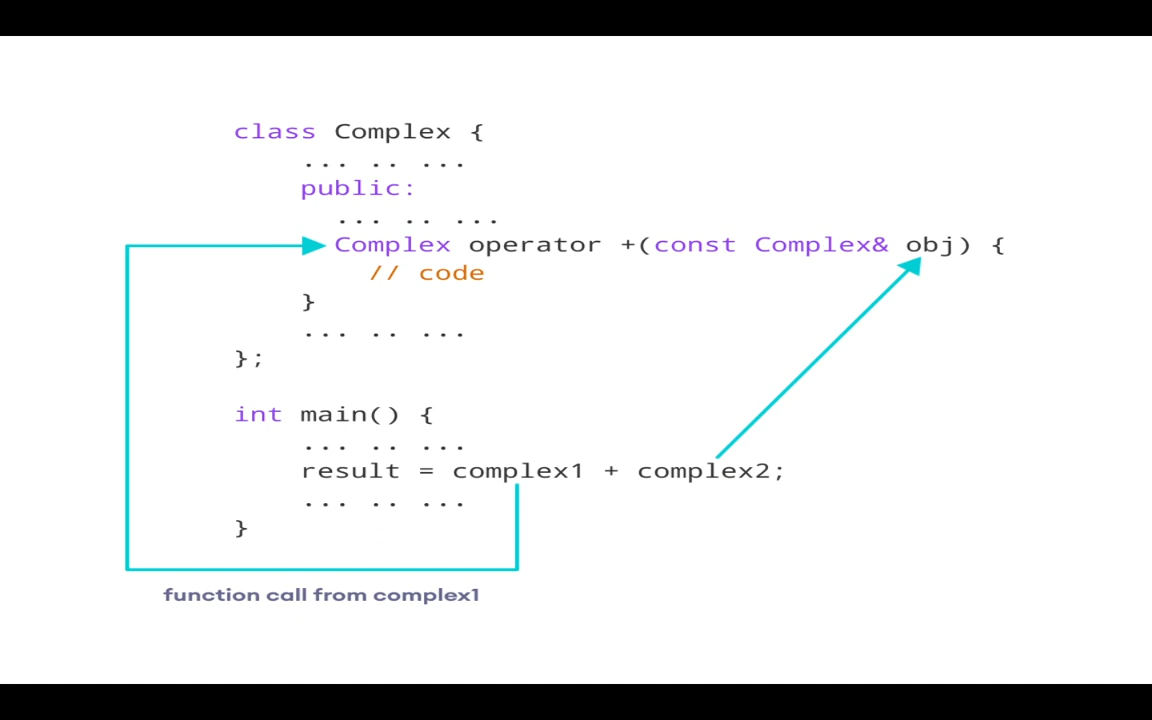 class Complex {
... .. ...
public:
... .. ...
Complex operator +(const Complex& obj) {
// code
}
... .. ...
};
int main() {
... .. ...
result = complex1 + complex2;
... .. ...
}
function call from complex1